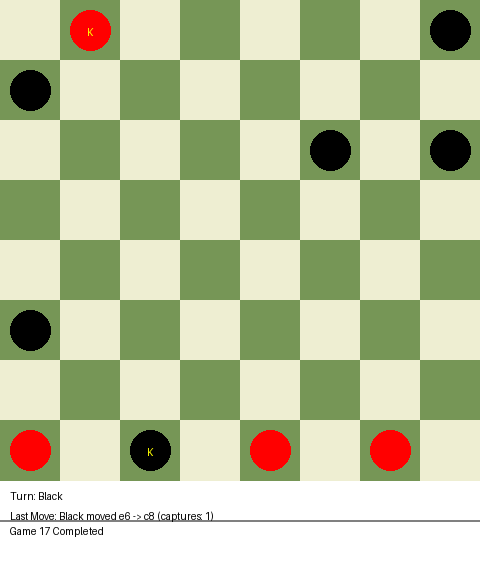 K
K
Turn: Black
Last Move: Black moved e6 -> c8 (captures: 1)
Game 17 Completed